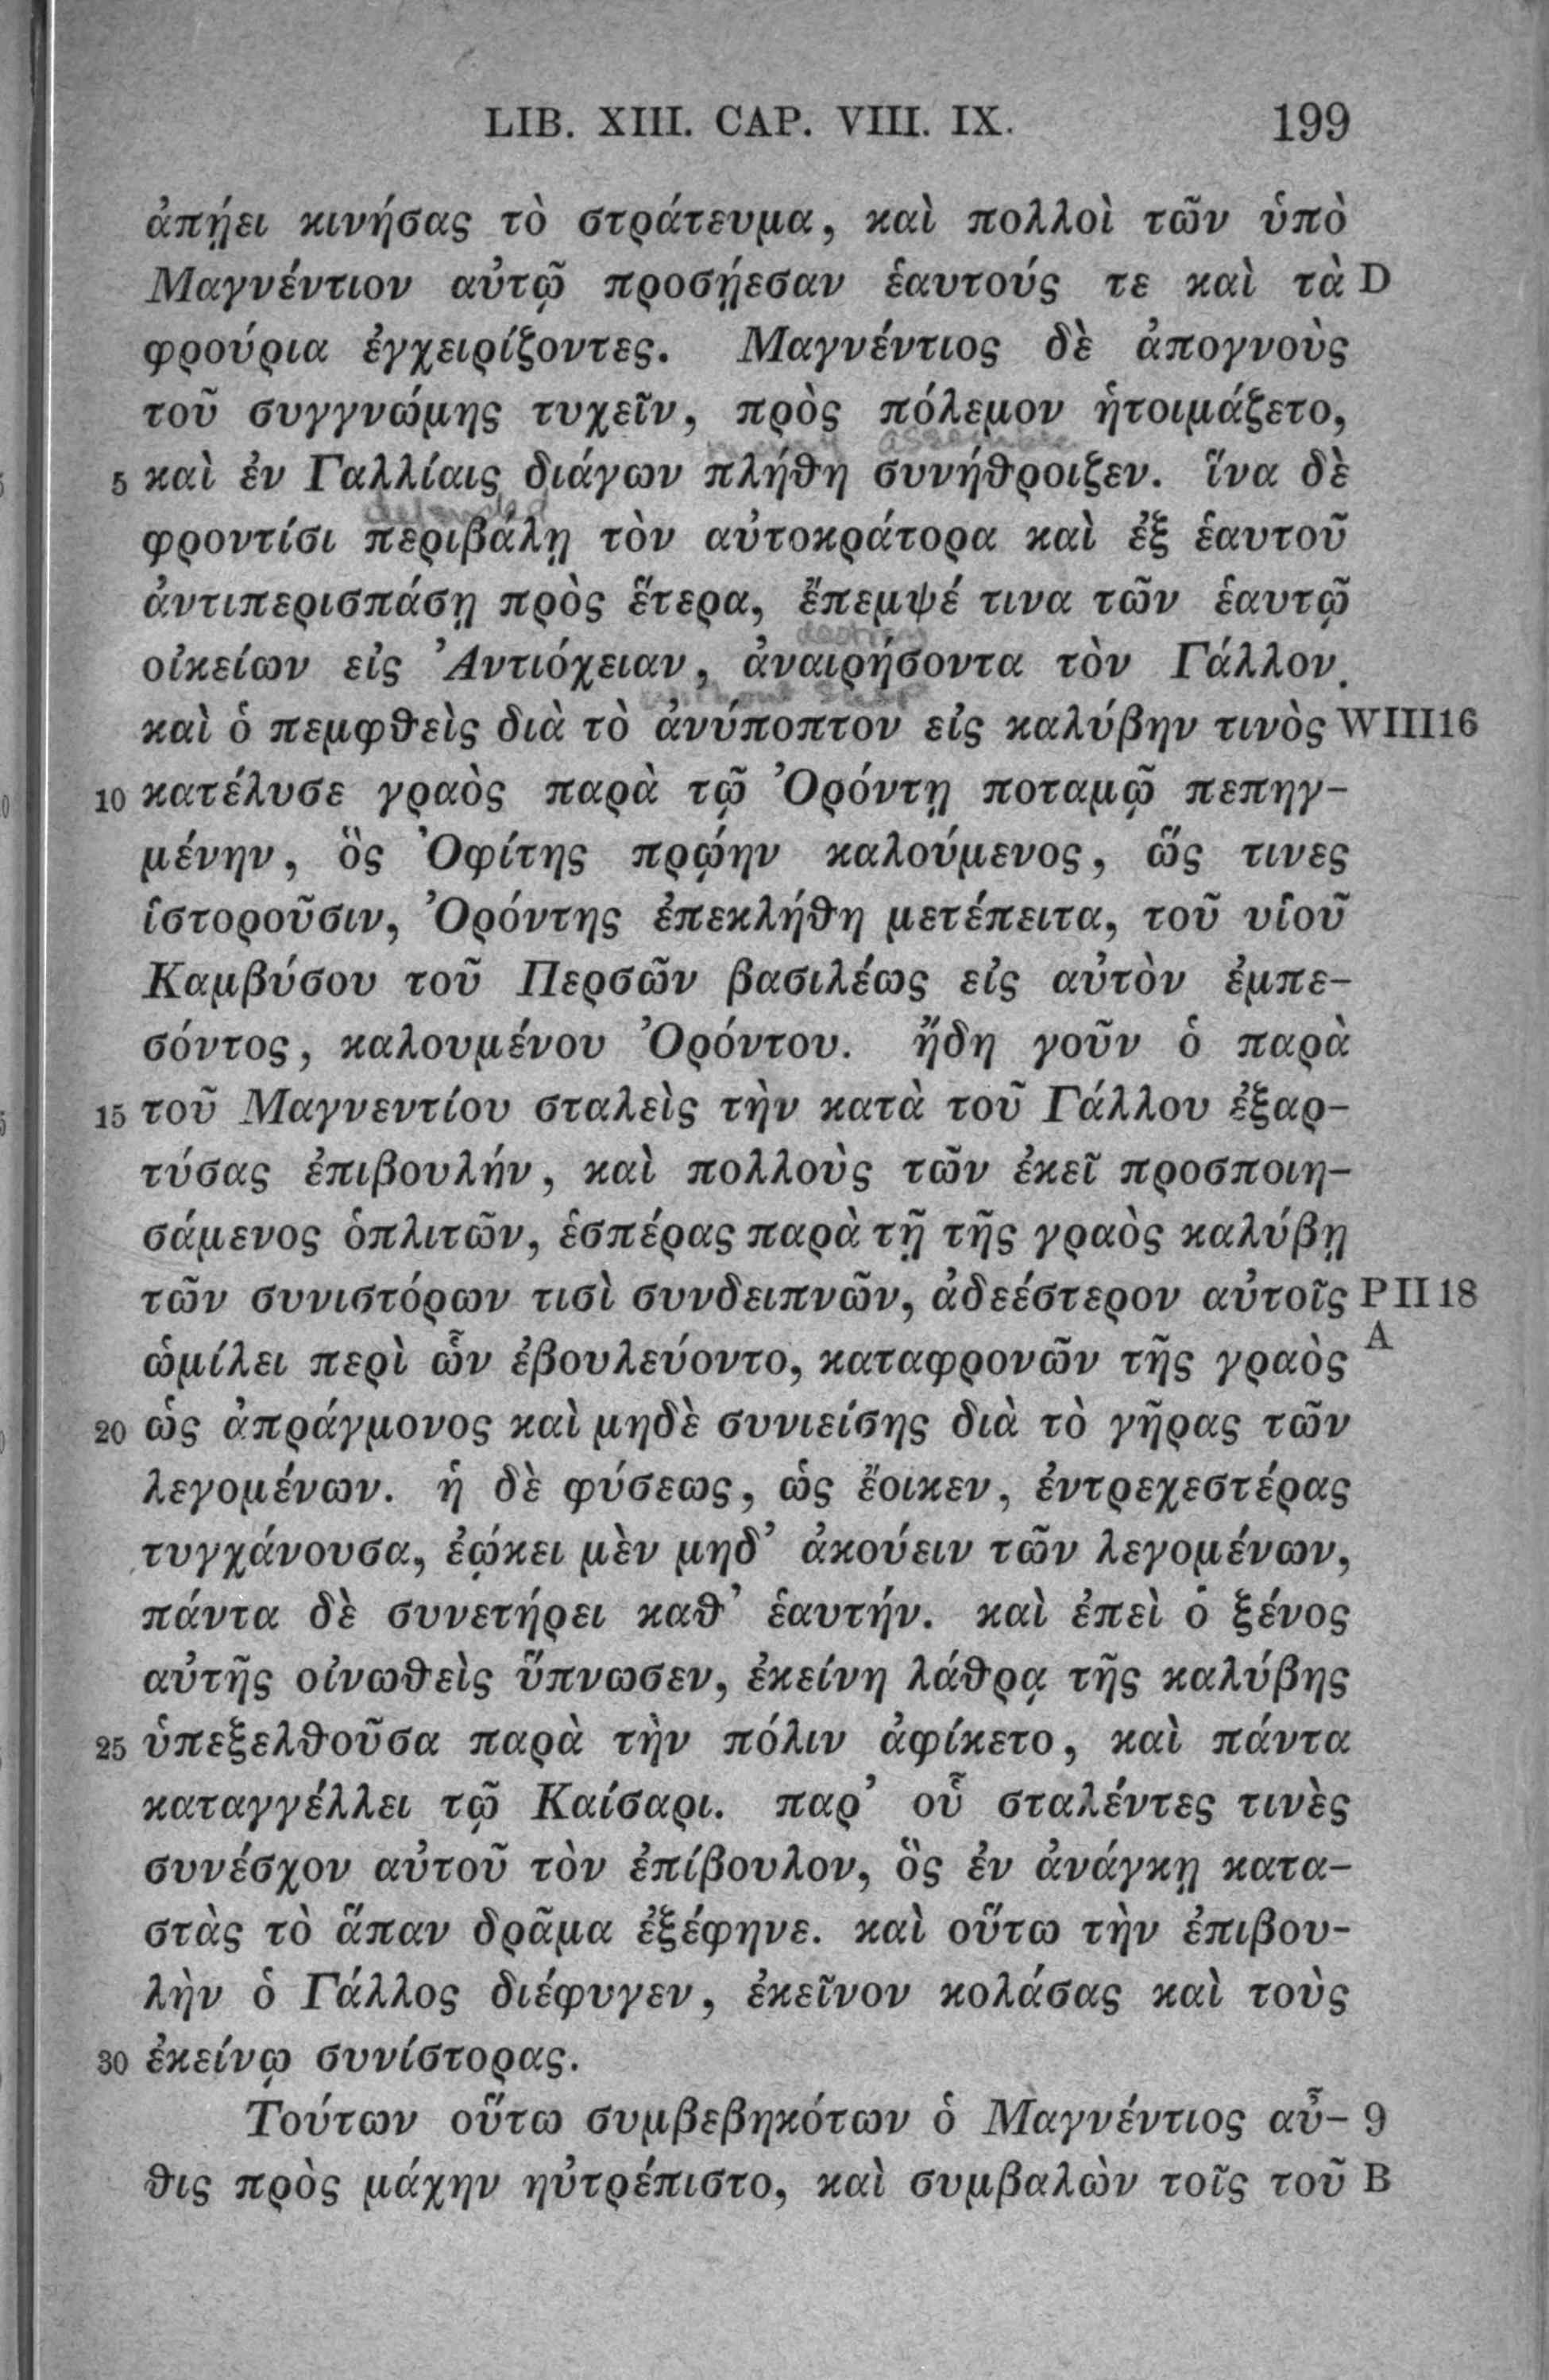 LIB. XIII. CAP. VIII. IX. 199
ἀπῄει κινήσας τὸ στράτευμα, καὶ πολλοὶ τῶν ὑπὸ
Μαγνέντιον αὐτῷ προσῄεσαν ἑαυτούς τε καὶ τὰ D
φρούρια ἐγχειρίζοντες. Μαγνέντιος δὲ ἀπογνοὺς
τοῦ συγγνώμης τυχεῖν, πρὸς πόλεμον ἡτοιμάζετο,
5 καὶ ἐν Γαλλίαις διάγων πλήθη συνήθροιζεν. ἵνα δὲ
φροντίσι περιβάλῃ τὸν αὐτοκράτορα καὶ ἐξ ἑαυτοῦ
ἀντιπερισπάσῃ πρὸς ἕτερα, ἔπεμψέ τινα τῶν ἑαυτῷ
οἰκείων εἰς Ἀντιόχειαν, ἀναιρήσοντα τὸν Γάλλον.
καὶ ὁ πεμφθεὶς διὰ τὸ ἀνύποπτον εἰς καλύβην τινὸς WIII16
10 κατέλυσε γραὸς παρὰ τῷ Ὀρόντῃ ποταμῷ πεπηγ-
μένην, ὃς Ὀφίτης πρῴην καλούμενος, ὥς τινες
ἱστοροῦσιν, Ὀρόντης ἐπεκλήθη μετέπειτα, τοῦ υἱοῦ
Καμβύσου τοῦ Περσῶν βασιλέως εἰς αὐτὸν ἐμπε-
σόντος, καλουμένου Ὀρόντου. ἤδη γοῦν ὁ παρὰ
15 τοῦ Μαγνεντίου σταλεὶς τὴν κατὰ τοῦ Γάλλου ἐξαρ-
τύσας ἐπιβουλήν, καὶ πολλοὺς τῶν ἐκεῖ προσποιη-
σάμενος ὁπλιτῶν, ἑσπέρας παρὰ τῇ τῆς γραὸς καλύβῃ
τῶν συνιστόρων τισὶ συνδειπνῶν, ἀδεέστερον αὐτοῖς PII18
ὡμίλει περὶ ὧν ἐβουλεύοντο, καταφρονῶν τῆς γραὸς A
20 ὡς ἀπράγμονος καὶ μηδὲ συνιείσης διὰ τὸ γῆρας τῶν
λεγομένων. ἡ δὲ φύσεως, ὡς ἔοικεν, ἐντρεχεστέρας
τυγχάνουσα, ἐῴκει μὲν μηδ’ ἀκούειν τῶν λεγομένων,
πάντα δὲ συνετήρει καθ’ ἑαυτήν. καὶ ἐπεὶ ὁ ξένος
αὐτῆς οἰνωθεὶς ὕπνωσεν, ἐκείνη λάθρᾳ τῆς καλύβης
25 ὑπεξελθοῦσα παρὰ τὴν πόλιν ἀφίκετο, καὶ πάντα
καταγγέλλει τῷ Καίσαρι. παρ’ οὗ σταλέντες τινὲς
συνέσχον αὐτοῦ τὸν ἐπίβουλον, ὃς ἐν ἀνάγκῃ κατα-
στὰς τὸ ἅπαν δρᾶμα ἐξέφηνε. καὶ οὕτω τὴν ἐπιβου-
λὴν ὁ Γάλλος διέφυγεν, ἐκεῖνον κολάσας καὶ τοὺς
30 ἐκείνῳ συνίστορας.
Τούτων οὕτω συμβεβηκότων ὁ Μαγνέντιος αὖ- 9
θις πρὸς μάχην ηὐτρέπιστο, καὶ συμβαλὼν τοῖς τοῦ B